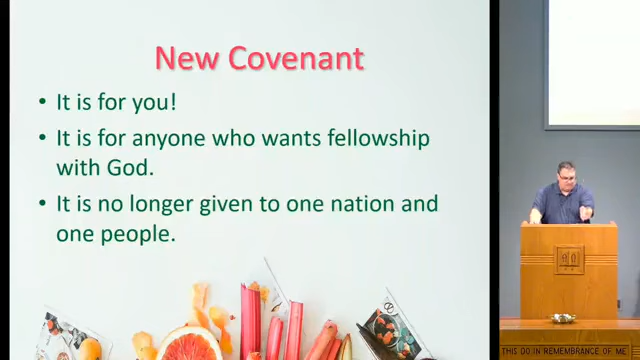 New Covenant
• It is for you!
• It is for anyone who wants fellowship
with God.
• It is no longer given to one nation and
one people.
THIS DO IN REMEMBRANCE OF ME